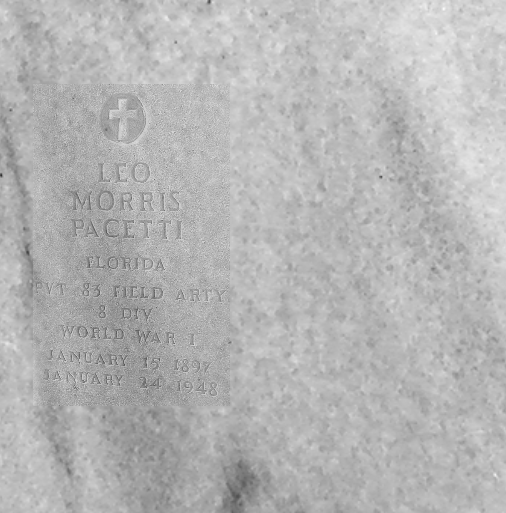 LEO
MORRIS
PACETTI
FLORIDA
PVT 83 FIELD ARTY
8 DIV
WORLD WAR I
JANUARY 15 1897
JANUARY 24 1948